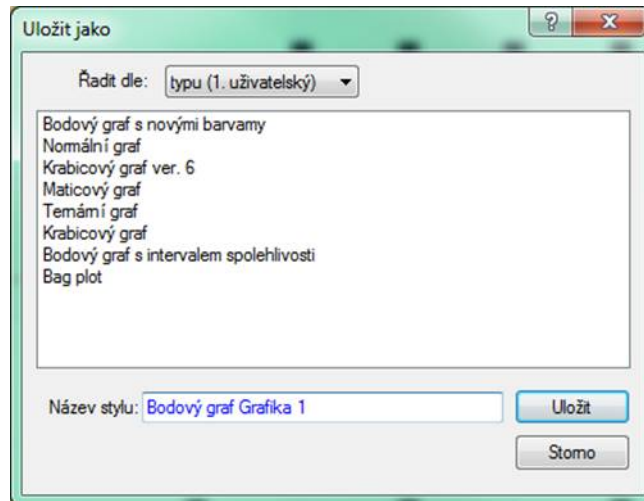 Uložit jako
Řadit dle: typu (1. uživatelský)
Bodový graf s novými barvamy
Normální graf
Krabicový graf ver. 6
Maticový graf
Ternární graf
Krabicový graf
Bodový graf s intervalem spolehlivosti
Bag plot
Název stylu: Bodový graf Grafika 1 Uložit
Storno